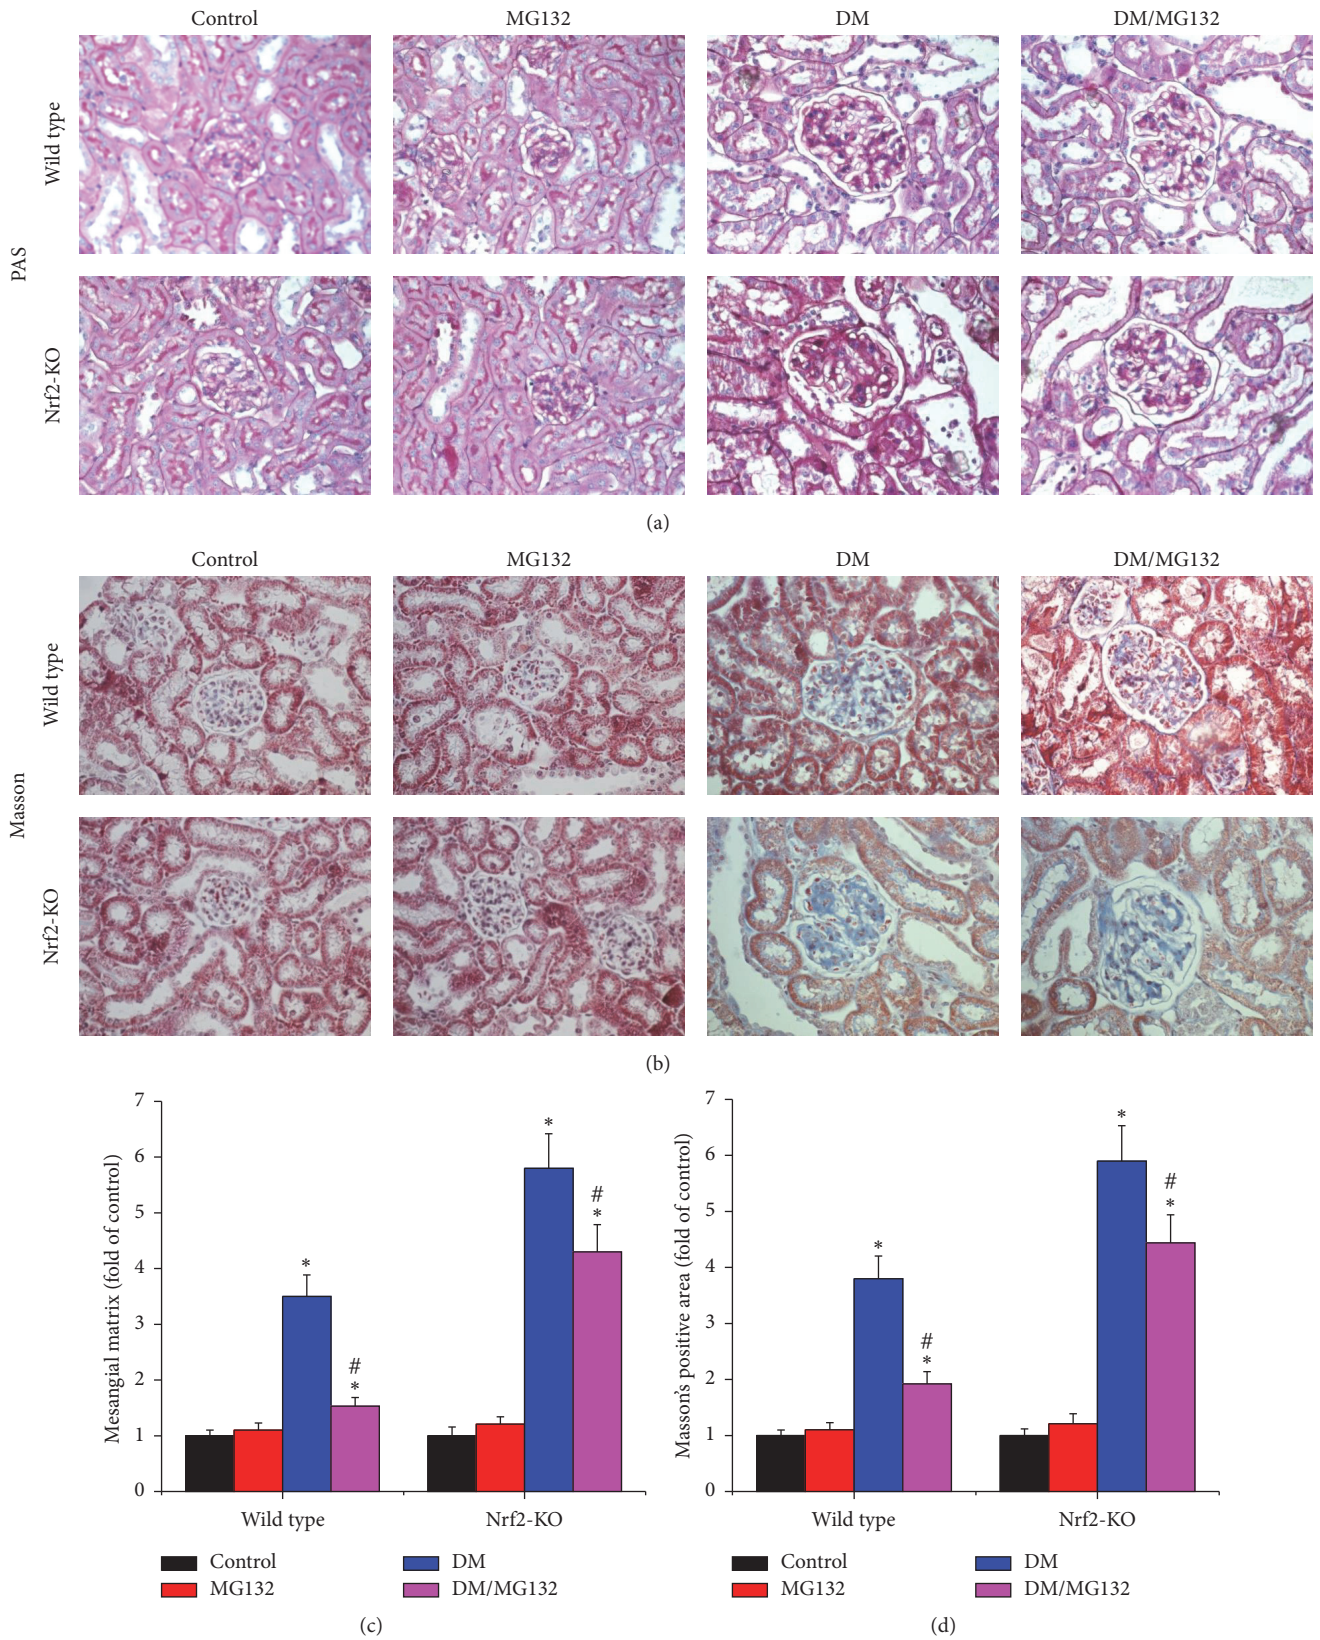 Control MG132 DM DM/MG132
Wild type
PAS
Nrf2-KO
(a)
Control MG132 DM DM/MG132
Wild type
Masson
Nrf2-KO
(b)
Mesangial matrix (fold of control)
7
6
5
4
3
2
1
0
*
#
*
*
#
*
Wild type Nrf2-KO
Control DM
MG132 DM/MG132
(c)
Masson's positive area (fold of control)
7
6
5
4
3
2
1
0
*
#
*
*
#
*
Wild type Nrf2-KO
Control DM
MG132 DM/MG132
(d)